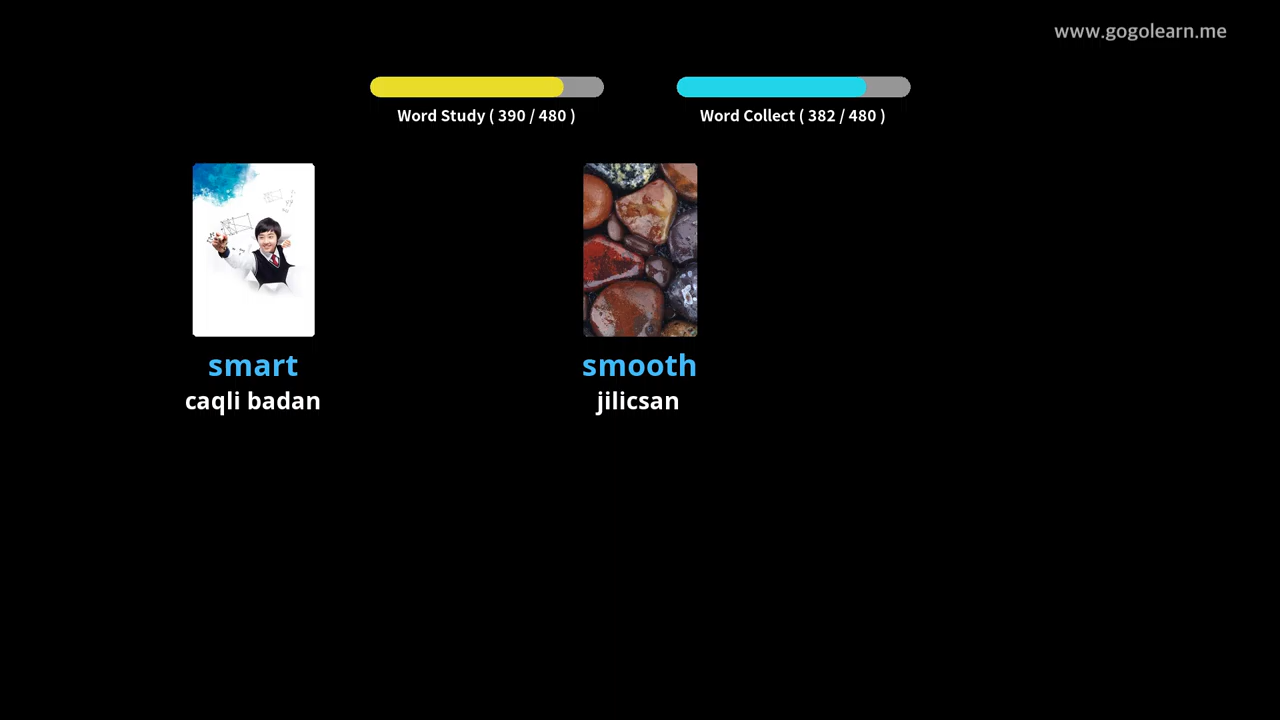 www.gogolearn.me
Word Study ( 390 / 480 )
Word Collect ( 382 / 480 )
smart
caqli badan
smooth
jilicsan